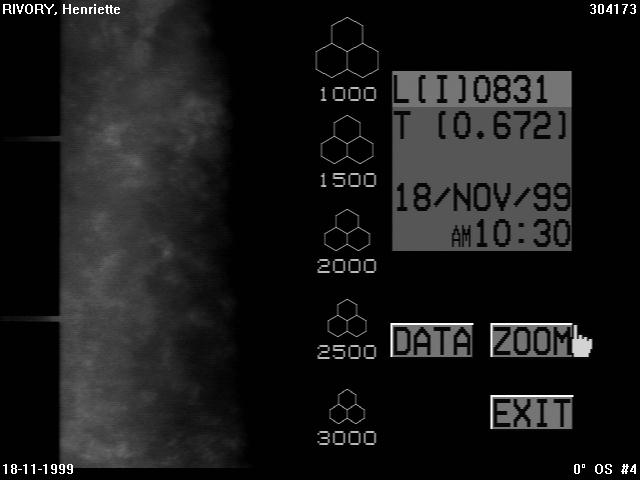 RIVORY, Henriette
304173
1000
1500
2000
2500
3000
L[I]0831
T [0.672]
18/NOV/99
AM10:30
DATA
ZOOM
EXIT
18-11-1999
0° OS #4